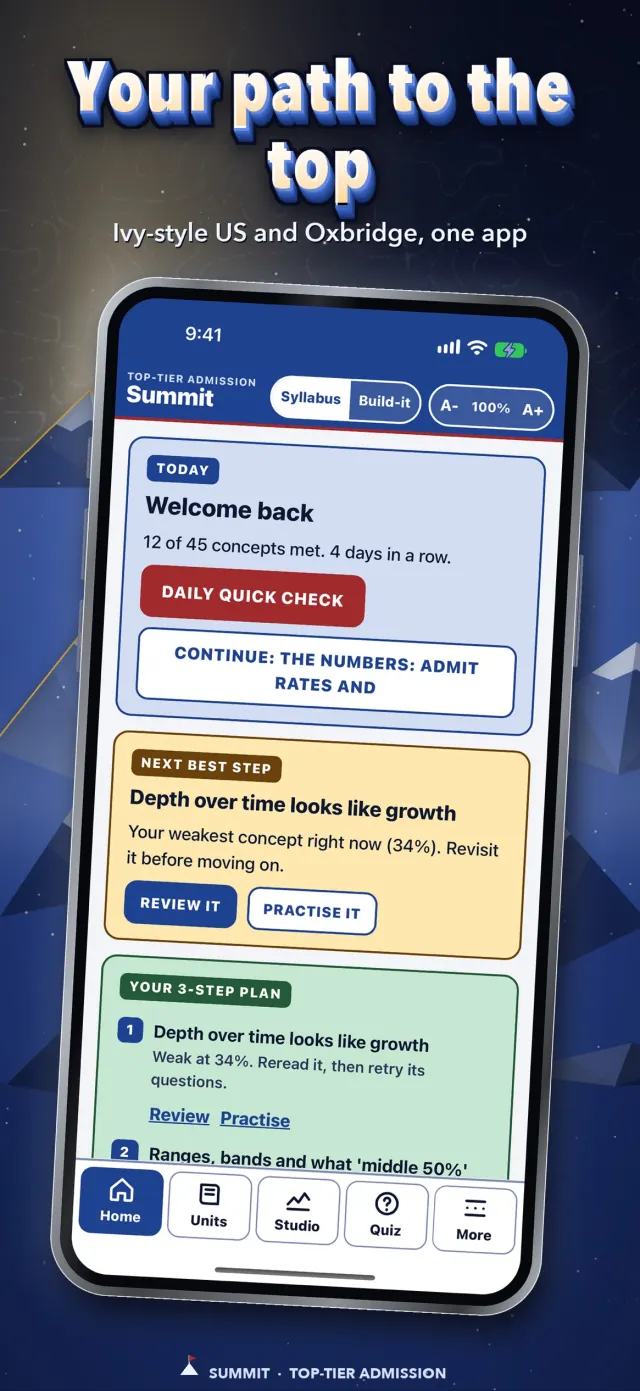 Your path to the
top
Ivy-style US and Oxbridge, one app
9:41
TOP-TIER ADMISSION
Summit
Syllabus
Build-it
A-
100%
A+
TODAY
Welcome back
12 of 45 concepts met. 4 days in a row.
DAILY QUICK CHECK
CONTINUE: THE NUMBERS: ADMIT
RATES AND
NEXT BEST STEP
Depth over time looks like growth
Your weakest concept right now (34%). Revisit
it before moving on.
REVIEW IT
PRACTISE IT
YOUR 3-STEP PLAN
1
Depth over time looks like growth
Weak at 34%. Reread it, then retry its
questions.
Review
Practise
2
Ranges, bands and what 'middle 50%'
Home
Units
Studio
Quiz
More
SUMMIT · TOP-TIER ADMISSION